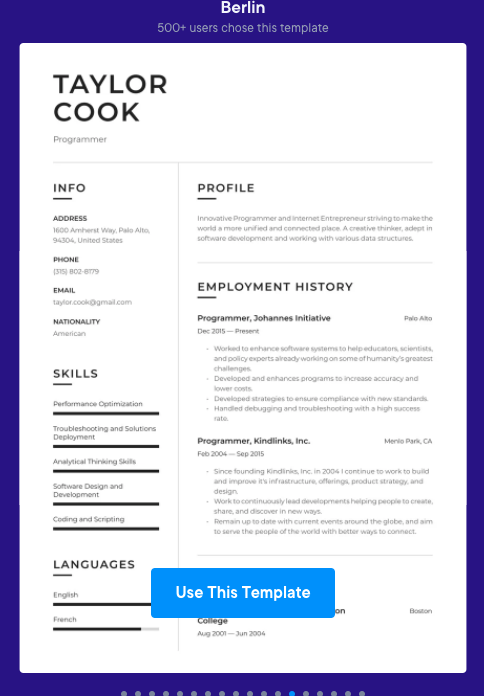 Berlin
500+ users chose this template
TAYLOR
COOK
Programmer
INFO
ADDRESS
1600 Amherst Way, Palo Alto,
94304, United States
PHONE
(315) 802-8179
EMAIL
taylor.cook@gmail.com
NATIONALITY
American
SKILLS
Performance Optimization
Troubleshooting and Solutions
Deployment
Analytical Thinking Skills
Software Design and
Development
Coding and Scripting
LANGUAGES
English
French
PROFILE
Innovative Programmer and Internet Entrepreneur striving to make the
world a more unified and connected place. A creative thinker, adept in
software development and working with various data structures.
EMPLOYMENT HISTORY
Programmer, Johannes Initiative Palo Alto
Dec 2015 — Present
• Worked to enhance software systems to help educators, scientists,
and policy experts already working on some of humanity's greatest
challenges.
• Developed and enhances programs to increase accuracy and
lower costs.
• Developed strategies to ensure compliance with new standards.
• Handled debugging and troubleshooting with a high success
rate.
Programmer, Kindlinks, Inc. Menlo Park, CA
Feb 2004 — Sep 2015
• Since founding Kindlinks, Inc. in 2004 I continue to work to build
and improve it's infrastructure, offerings, product strategy, and
design.
• Work to continuously lead developments helping people to create,
share, and discover in new ways.
• Remain up to date with current events around the globe, and aim
to serve the people of the world with better ways to connect.
Use This Template
on Boston
College
Aug 2001 — Jun 2004